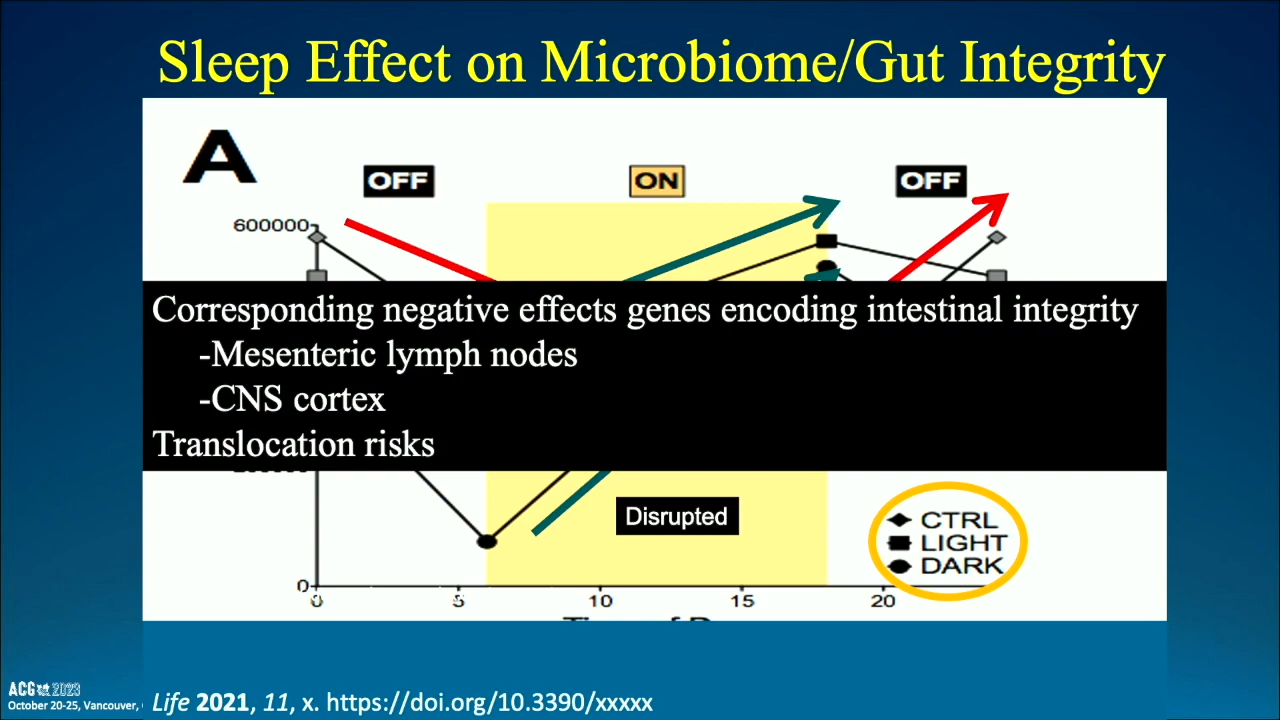 Sleep Effect on Microbiome/Gut Integrity
A
OFF
ON
OFF
600000
Corresponding negative effects genes encoding intestinal integrity
-Mesenteric lymph nodes
-CNS cortex
Translocation risks
Disrupted
CTRL
LIGHT
DARK
0
0 5 10 15 20
ACG 2023
October 20-25, Vancouver,
Life 2021, 11, x. https://doi.org/10.3390/xxxxx